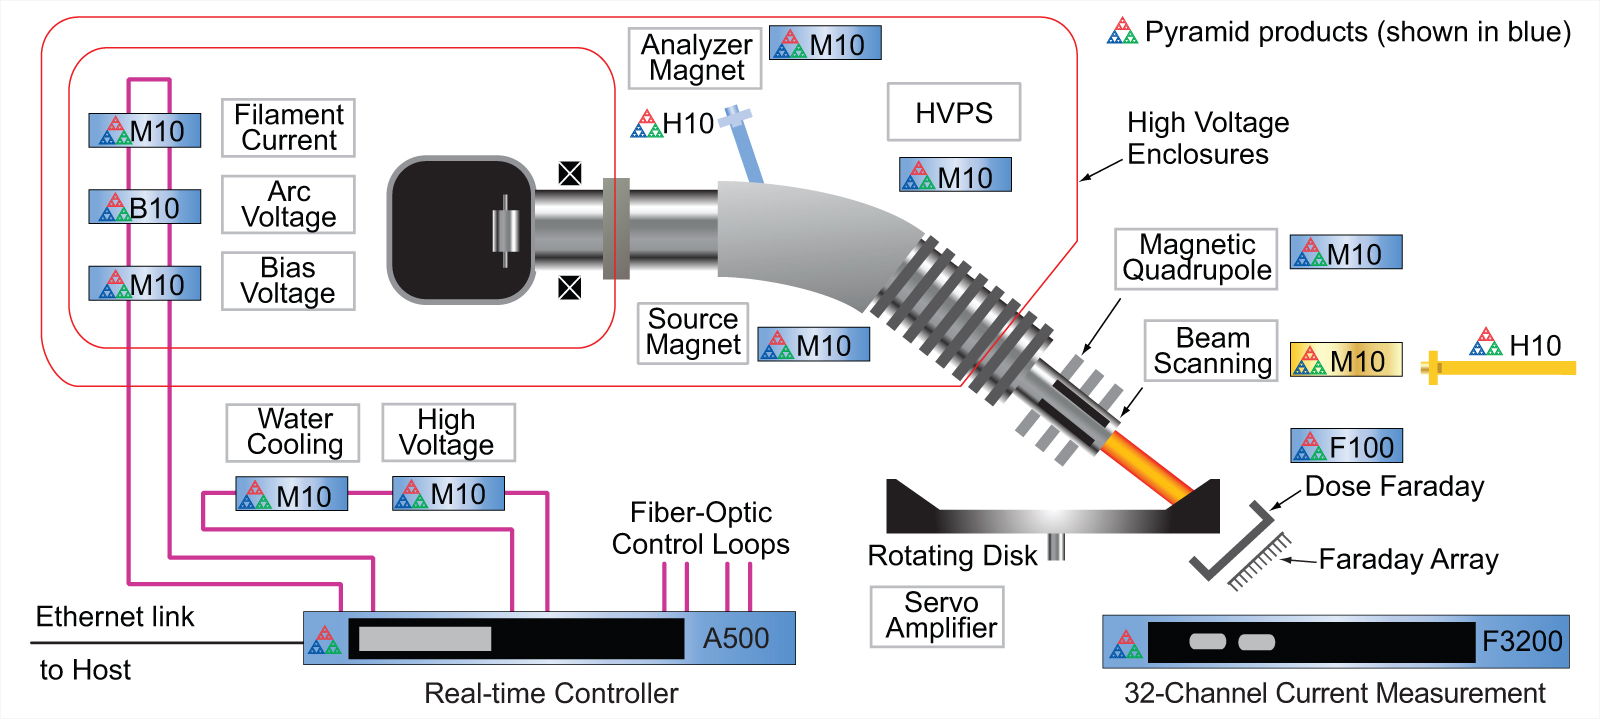 Pyramid products (shown in blue)
Analyzer
Magnet
M10
H10
HVPS
M10
High Voltage
Enclosures
M10
Filament
Current
B10
Arc
Voltage
M10
Bias
Voltage
Source
Magnet
M10
Magnetic
Quadrupole
M10
Beam
Scanning
M10
H10
F100
Dose Faraday
Faraday Array
Water
Cooling
M10
High
Voltage
M10
Fiber-Optic
Control Loops
Rotating Disk
Servo
Amplifier
Ethernet link
to Host
A500
Real-time Controller
F3200
32-Channel Current Measurement